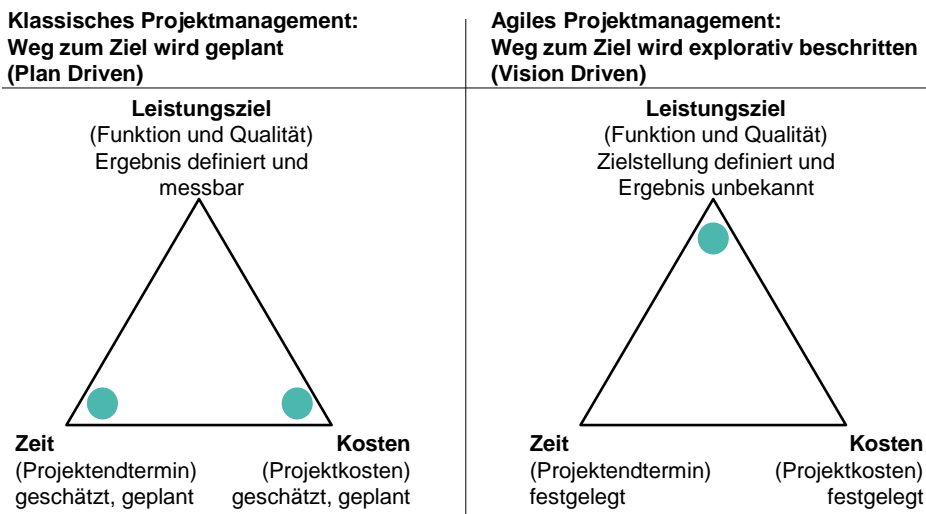 Klassisches Projektmanagement:
Weg zum Ziel wird geplant
(Plan Driven)
Leistungsziel
(Funktion und Qualität)
Ergebnis definiert und
messbar
Zeit
(Projektendtermin)
geschätzt, geplant
Kosten
(Projektkosten)
geschätzt, geplant
Agiles Projektmanagement:
Weg zum Ziel wird explorativ beschritten
(Vision Driven)
Leistungsziel
(Funktion und Qualität)
Zielstellung definiert und
Ergebnis unbekannt
Zeit
(Projektendtermin)
festgelegt
Kosten
(Projektkosten)
festgelegt